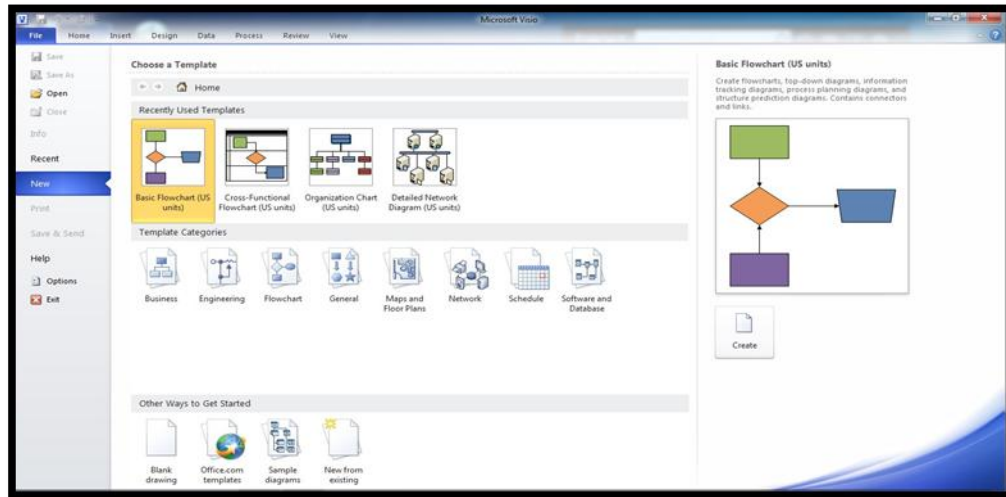 Microsoft Visio
File Home Insert Design Data Process Review View
Save
Save As
Open
Close
Info
Recent
New
Print
Save & Send
Help
Options
Exit
Choose a Template
Home
Recently Used Templates
Basic Flowchart (US
units)
Cross-Functional
Flowchart (US units)
Organization Chart
(US units)
Detailed Network
Diagram (US units)
Template Categories
Business
Engineering
Flowchart
General
Maps and
Floor Plans
Network
Schedule
Software and
Database
Other Ways to Get Started
Blank
drawing
Office.com
templates
Sample
diagrams
New from
existing
Basic Flowchart (US units)
Create flowcharts, top-down diagrams, information
tracking diagrams, process planning diagrams, and
structure prediction diagrams. Contains connectors
and links.
Create